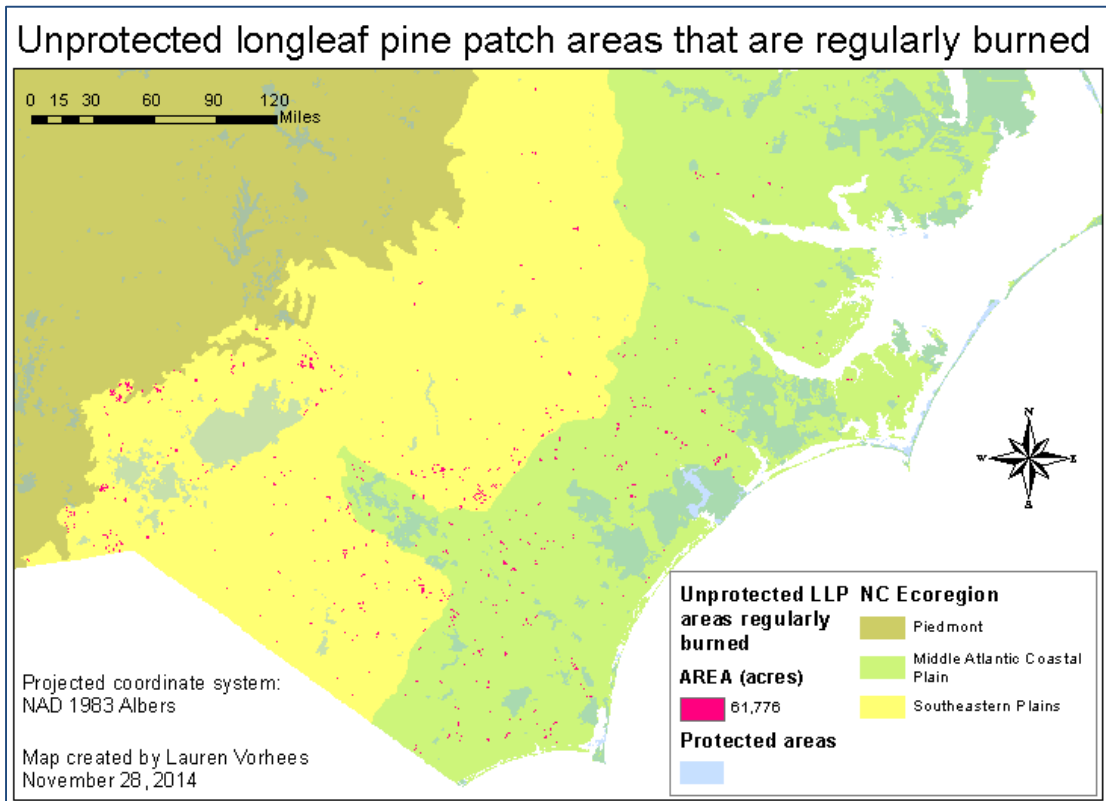 Unprotected longleaf pine patch areas that are regularly burned
0 15 30 60 90 120
Miles
N
W E
S
Unprotected LLP
areas regularly
burned
AREA (acres)
61,776
Protected areas
NC Ecoregion
Piedmont
Middle Atlantic Coastal
Plain
Southeastern Plains
Projected coordinate system:
NAD 1983 Albers
Map created by Lauren Vorhees
November 28, 2014